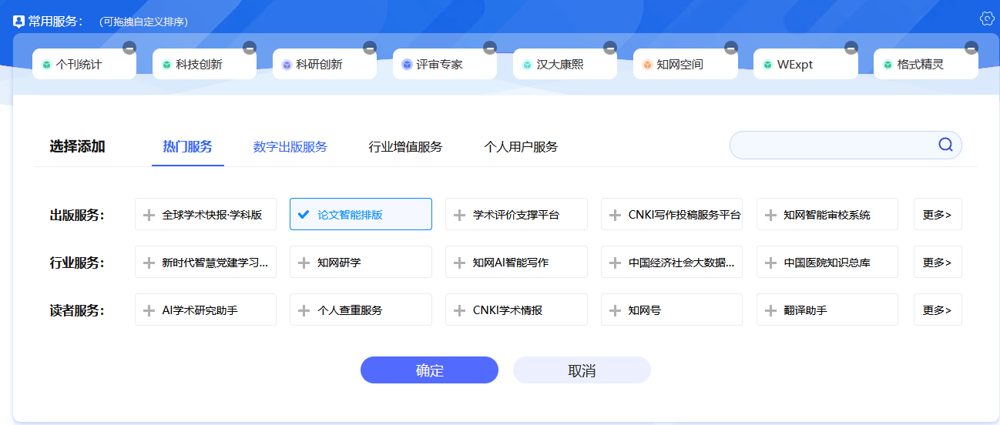 常用服务： (可拖拽自定义排序)
个刊统计 科技创新 科研创新 评审专家 汉大康熙 知网空间 WExpt 格式精灵
选择添加 热门服务 数字出版服务 行业增值服务 个人用户服务
出版服务： 全球学术快报·学科版 论文智能排版 学术评价支撑平台 CNKI写作投稿服务平台 知网智能审校系统 更多>
行业服务： 新时代智慧党建学习... 知网研学 知网AI智能写作 中国经济社会大数据... 中国医院知识总库 更多>
读者服务： AI学术研究助手 个人查重服务 CNKI学术情报 知网号 翻译助手 更多>
确定 取消